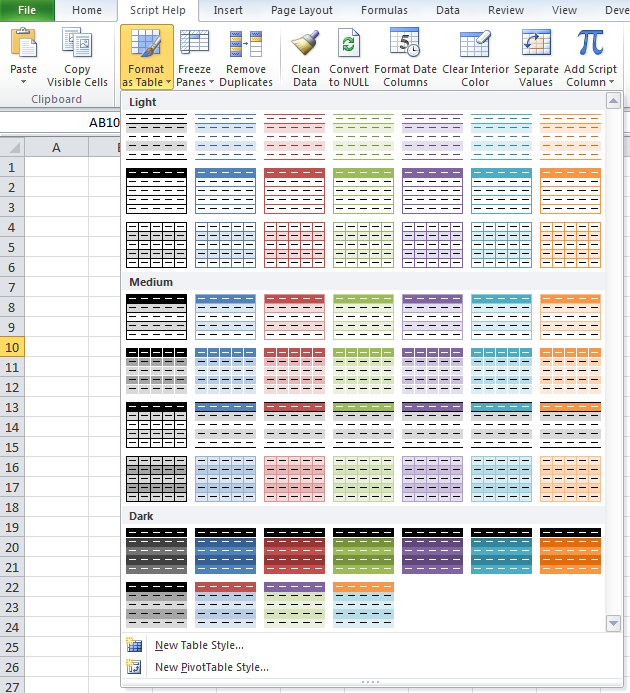 File Home Script Help Insert Page Layout Formulas Data Review View Deve
Paste Copy Visible Cells Format as Table Freeze Panes Remove Duplicates Clean Data Convert to NULL Format Date Columns Clear Interior Color Separate Values Add Script Column
Clipboard
AB10
Light
A
1
2
3
4
5
6
Medium
7
8
9
10
11
12
13
14
15
16
17
18
Dark
19
20
21
22
23
24
25 New Table Style...
26 New PivotTable Style...
27